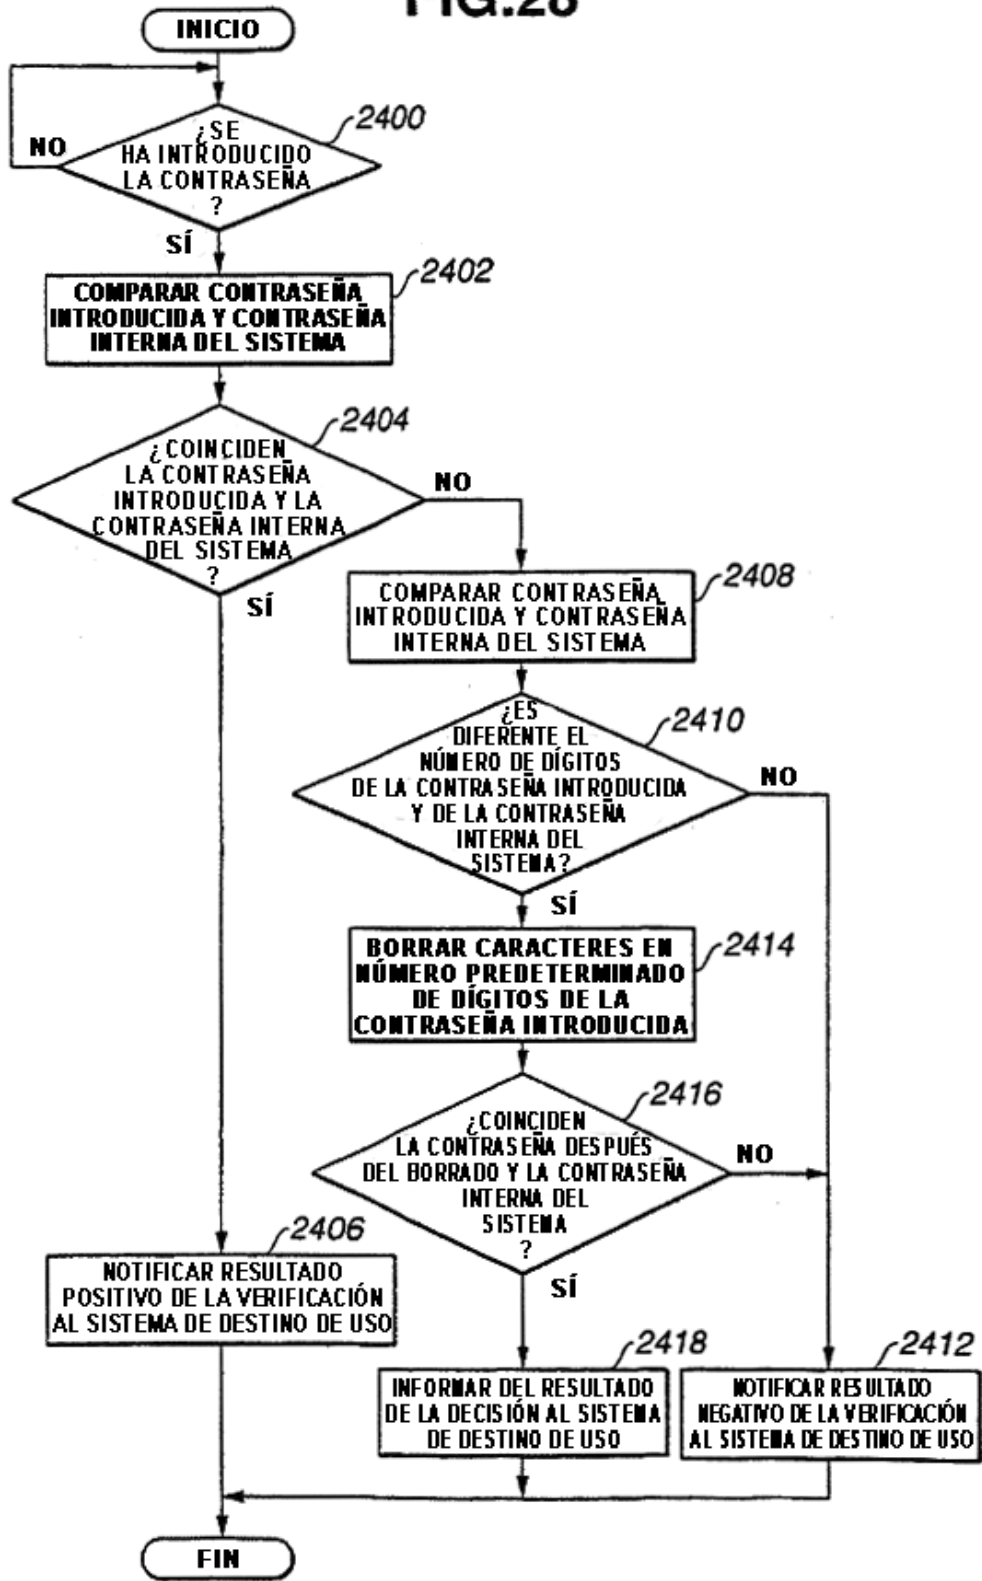 FIG.28
INICIO
2400
¿SE
HA INTRODUCIDO
LA CONTRASEÑA
?
NO
SÍ
2402
COMPARAR CONTRASEÑA
INTRODUCIDA Y CONTRASEÑA
INTERNA DEL SISTEMA
2404
¿COINCIDEN
LA CONTRASEÑA
INTRODUCIDA Y LA
CONTRASEÑA INTERNA
DEL SISTEMA
?
NO
SÍ
2408
COMPARAR CONTRASEÑA
INTRODUCIDA Y CONTRASEÑA
INTERNA DEL SISTEMA
2410
¿ES
DIFERENTE EL
NÚMERO DE DÍGITOS
DE LA CONTRASEÑA INTRODUCIDA
Y DE LA CONTRASEÑA
INTERNA DEL
SISTEMA?
NO
SÍ
2414
BORRAR CARACTERES EN
NÚMERO PREDETERMINADO
DE DÍGITOS DE LA
CONTRASEÑA INTRODUCIDA
2416
¿COINCIDEN
LA CONTRASEÑA DESPUÉS
DEL BORRADO Y LA CONTRASEÑA
INTERNA DEL
SISTEMA
?
NO
SÍ
2406
NOTIFICAR RESULTADO
POSITIVO DE LA VERIFICACIÓN
AL SISTEMA DE DESTINO DE USO
2418
INFORMAR DEL RESULTADO
DE LA DECISIÓN AL SISTEMA
DE DESTINO DE USO
2412
NOTIFICAR RESULTADO
NEGATIVO DE LA VERIFICACIÓN
AL SISTEMA DE DESTINO DE USO
FIN